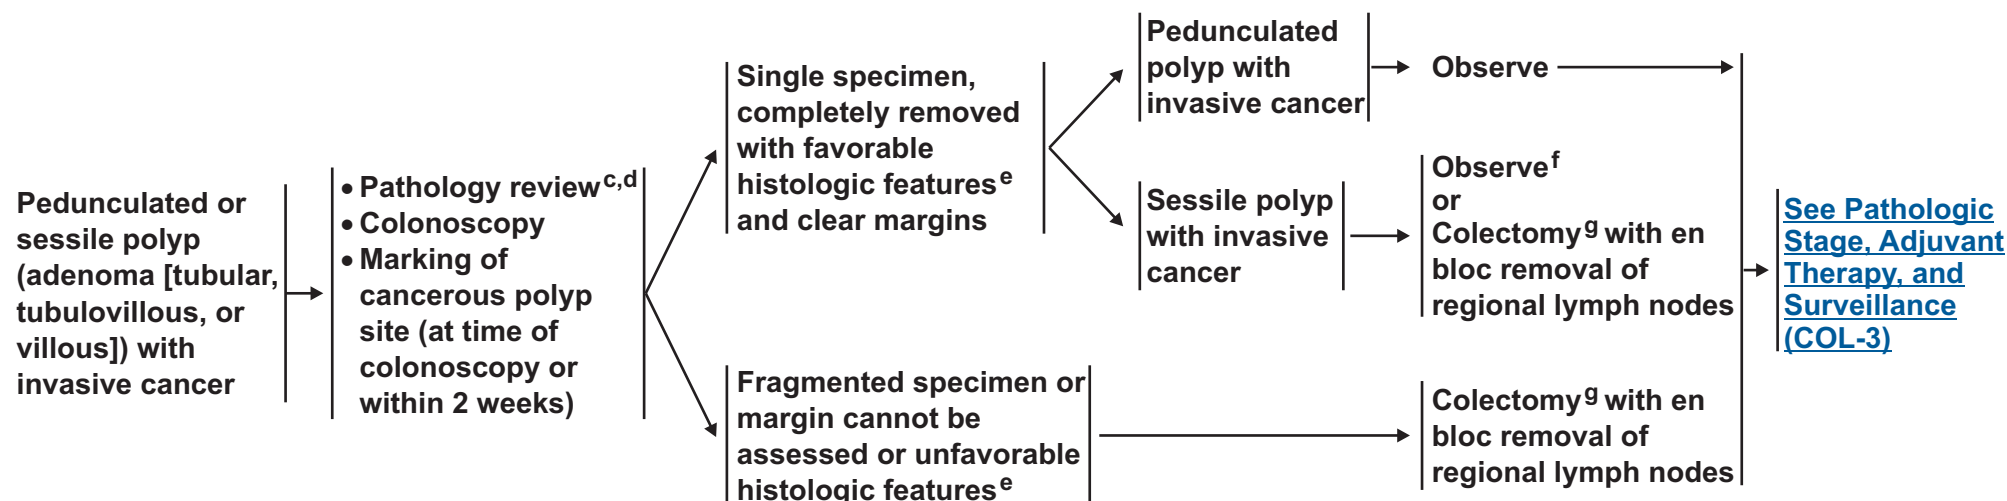 Pedunculated or
sessile polyp
(adenoma [tubular,
tubulovillous, or
villous]) with
invasive cancer
• Pathology review c,d
• Colonoscopy
• Marking of
cancerous polyp
site (at time of
colonoscopy or
within 2 weeks)
Single specimen,
completely removed
with favorable
histologic features e
and clear margins
Fragmented specimen or
margin cannot be
assessed or unfavorable
histologic features e
Pedunculated
polyp with
invasive cancer
Observe
Sessile polyp
with invasive
cancer
Observe f
or
Colectomy g with en
bloc removal of
regional lymph nodes
Colectomy g with en
bloc removal of
regional lymph nodes
See Pathologic
Stage, Adjuvant
Therapy, and
Surveillance
(COL-3)